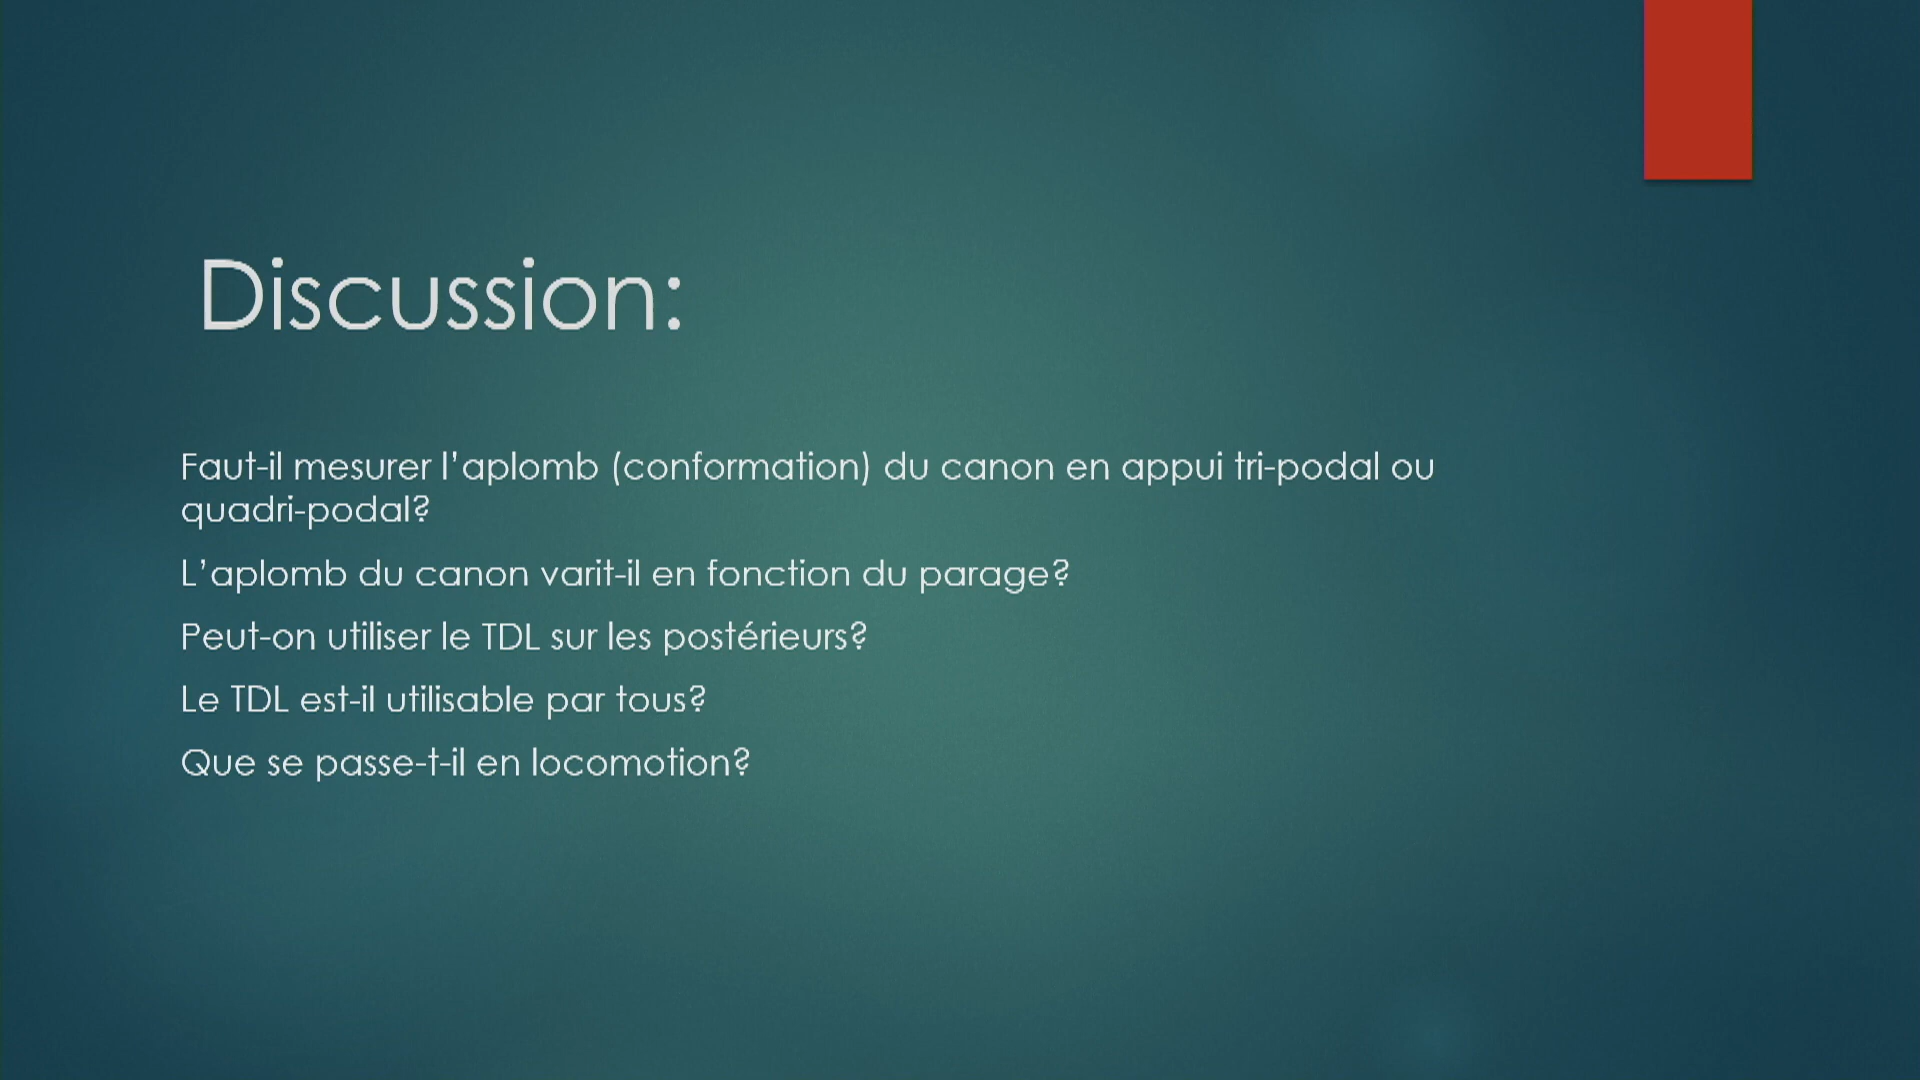 Discussion:
Faut-il mesurer l’aplomb (conformation) du canon en appui tri-podal ou
quadri-podal?
L’aplomb du canon varit-il en fonction du parage?
Peut-on utiliser le TDL sur les postérieurs?
Le TDL est-il utilisable par tous?
Que se passe-t-il en locomotion?